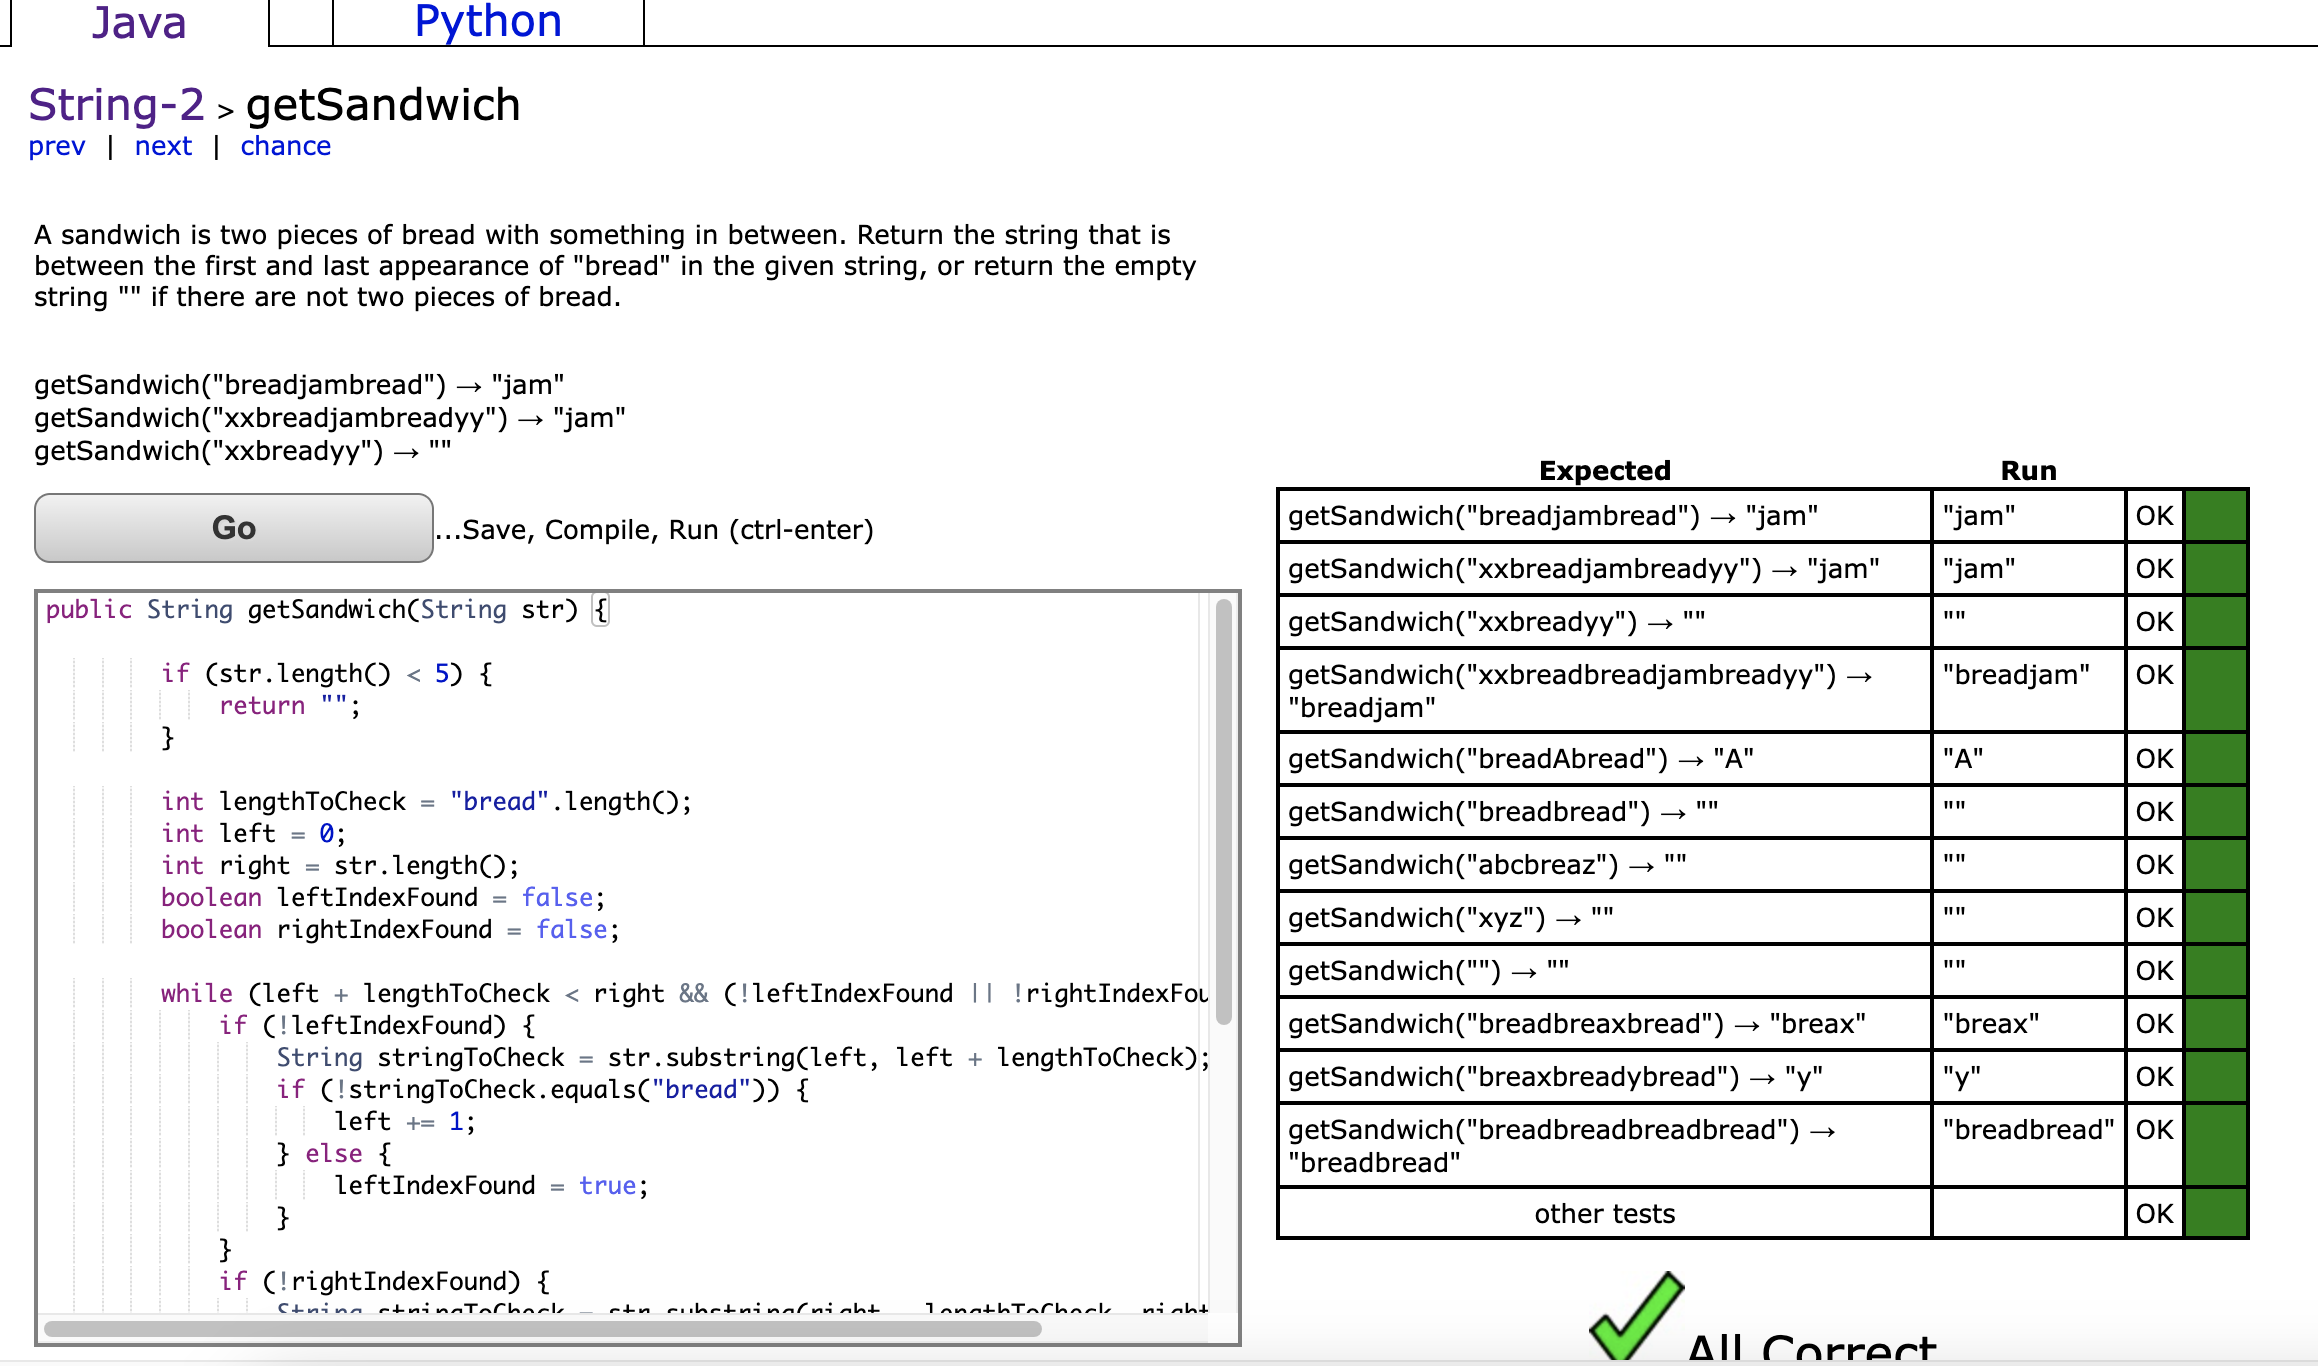 Java
Python
String-2 > getSandwich
prev | next | chance
A sandwich is two pieces of bread with something in between. Return the string that is
between the first and last appearance of "bread" in the given string, or return the empty
string "" if there are not two pieces of bread.
getSandwich("breadjambread") → "jam"
getSandwich("xxbreadjambreadyy") → "jam"
getSandwich("xxbreadyy") → ""
Go ...Save, Compile, Run (ctrl-enter)
public String getSandwich(String str) {
if (str.length() < 5) {
return "";
}
int lengthToCheck = "bread".length();
int left = 0;
int right = str.length();
boolean leftIndexFound = false;
boolean rightIndexFound = false;
while (left + lengthToCheck < right && (!leftIndexFound || !rightIndexFou
if (!leftIndexFound) {
String stringToCheck = str.substring(left, left + lengthToCheck);
if (!stringToCheck.equals("bread")) {
left += 1;
} else {
leftIndexFound = true;
}
}
if (!rightIndexFound) {
String stringToCheck = str.substring(right - lengthToCheck, right
Expected Run
getSandwich("breadjambread") → "jam" "jam" OK
getSandwich("xxbreadjambreadyy") → "jam" "jam" OK
getSandwich("xxbreadyy") → "" "" OK
getSandwich("xxbreadbreadjambreadyy") → "breadjam" OK
"breadjam"
getSandwich("breadAbread") → "A" "A" OK
getSandwich("breadbread") → "" "" OK
getSandwich("abcbreaz") → "" "" OK
getSandwich("xyz") → "" "" OK
getSandwich("") → "" "" OK
getSandwich("breadbreaxbread") → "breax" "breax" OK
getSandwich("breaxbreadybread") → "y" "y" OK
getSandwich("breadbreadbreadbread") → "breadbread" OK
"breadbread"
other tests OK
All Correct